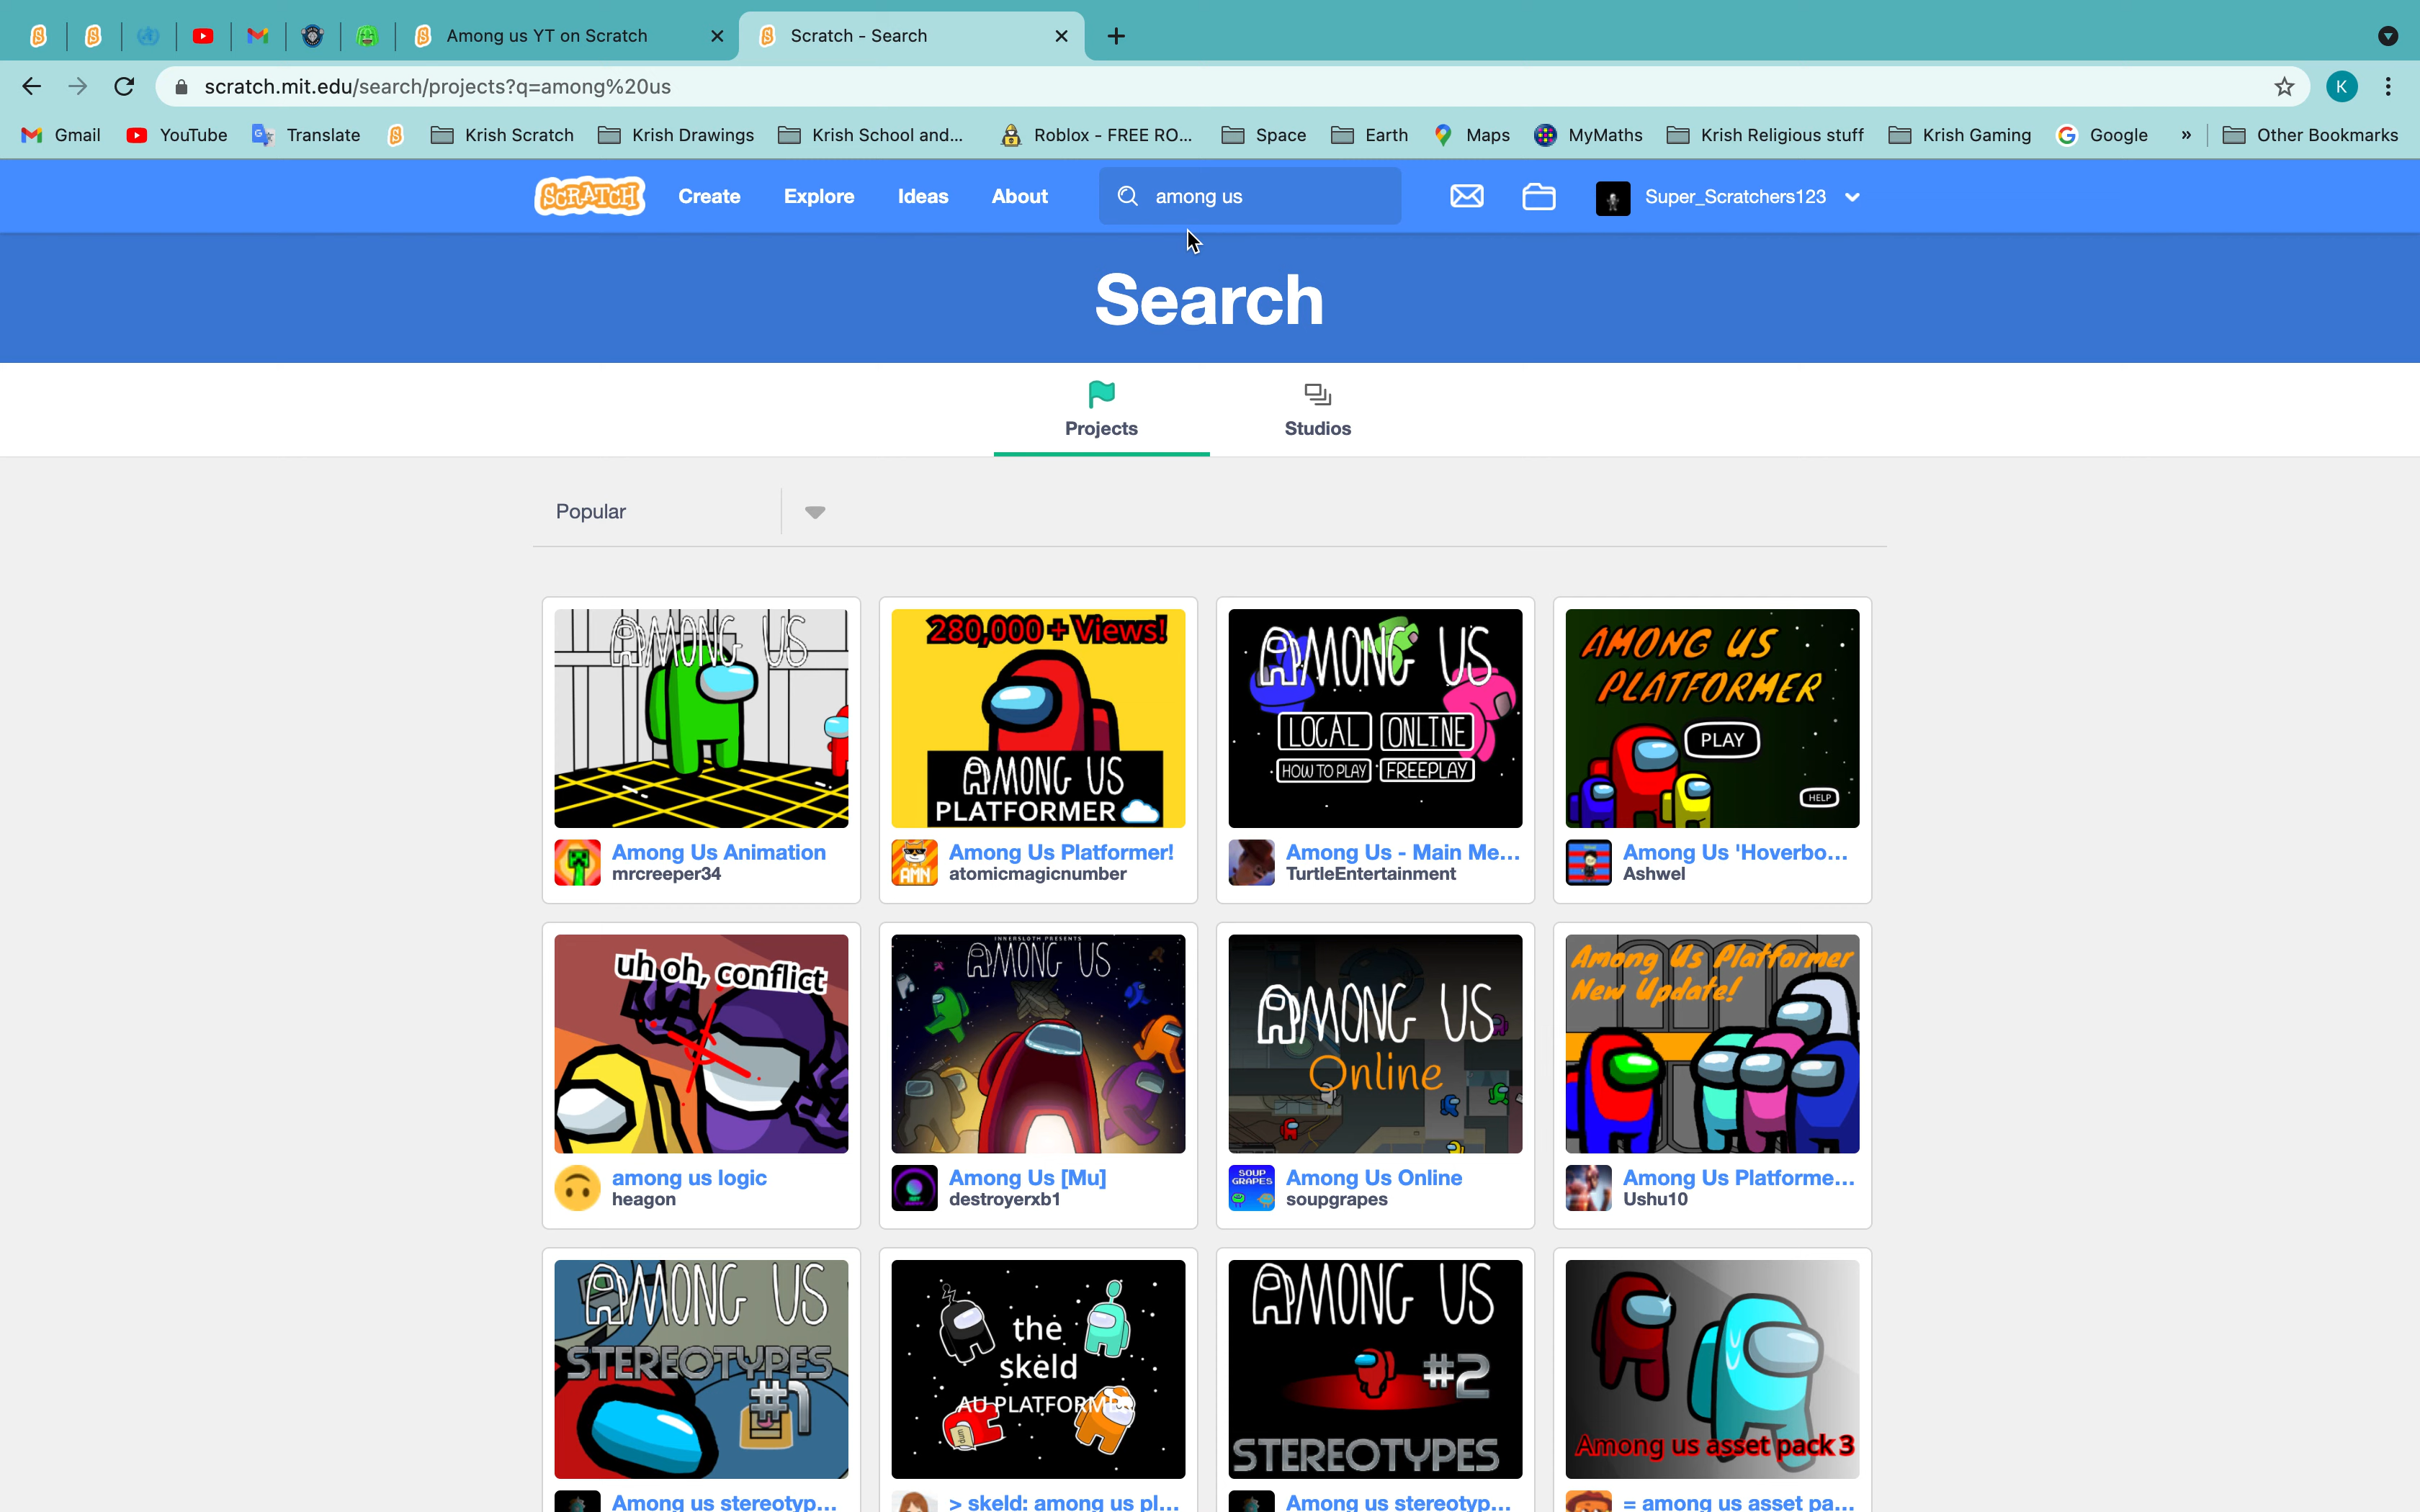 Among us YT on Scratch
Scratch - Search
scratch.mit.edu/search/projects?q=among%20us
K
Gmail
YouTube
Translate
Krish Scratch
Krish Drawings
Krish School and...
Roblox - FREE RO...
Space
Earth
Maps
MyMaths
Krish Religious stuff
Krish Gaming
Google
»
Other Bookmarks
SCRATCH
Create
Explore
Ideas
About
among us
Super_Scratchers123
Search
Projects
Studios
Popular
AMONG US
Among Us Animation
mrcreeper34
280,000 + Views!
AMONG US
PLATFORMER
AMN
Among Us Platformer!
atomicmagicnumber
AMONG US
LOCAL
ONLINE
HOW TO PLAY
FREEPLAY
Among Us - Main Me...
TurtleEntertainment
AMONG US
PLATFORMER
PLAY
HELP
Among Us 'Hoverbo...
Ashwel
uh oh, conflict
among us logic
heagon
INNERSLOTH PRESENTS
AMONG US
Among Us [Mu]
destroyerxb1
AMONG US
Online
SOUP
GRAPES
Among Us Online
soupgrapes
Among Us Platformer
New Update!
Among Us Platforme...
Ushu10
AMONG US
STEREOTYPES
#1
Among us stereotyp...
the
skeld
AU PLATFORMER
dum
> skeld: among us pl...
AMONG US
#2
STEREOTYPES
Among us stereotyp...
Among us asset pack 3
= among us asset pa...